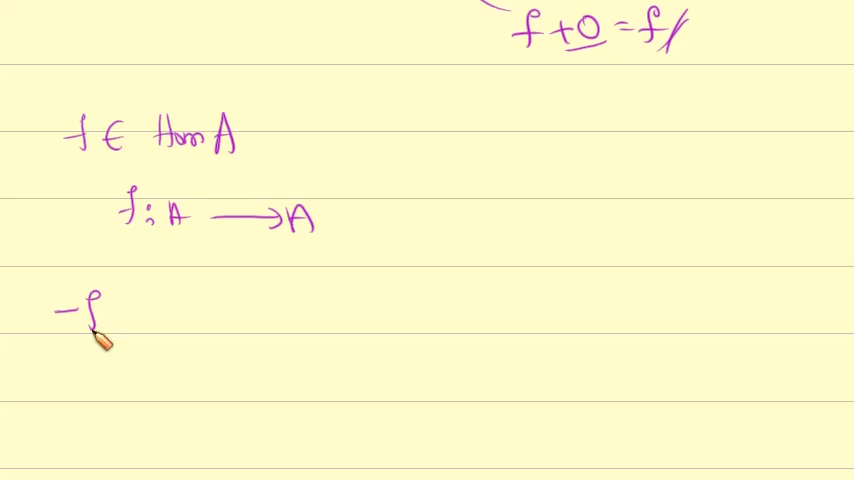 f + 0 = f //
f ∈ Hom A
f : A ⟶ A
- f